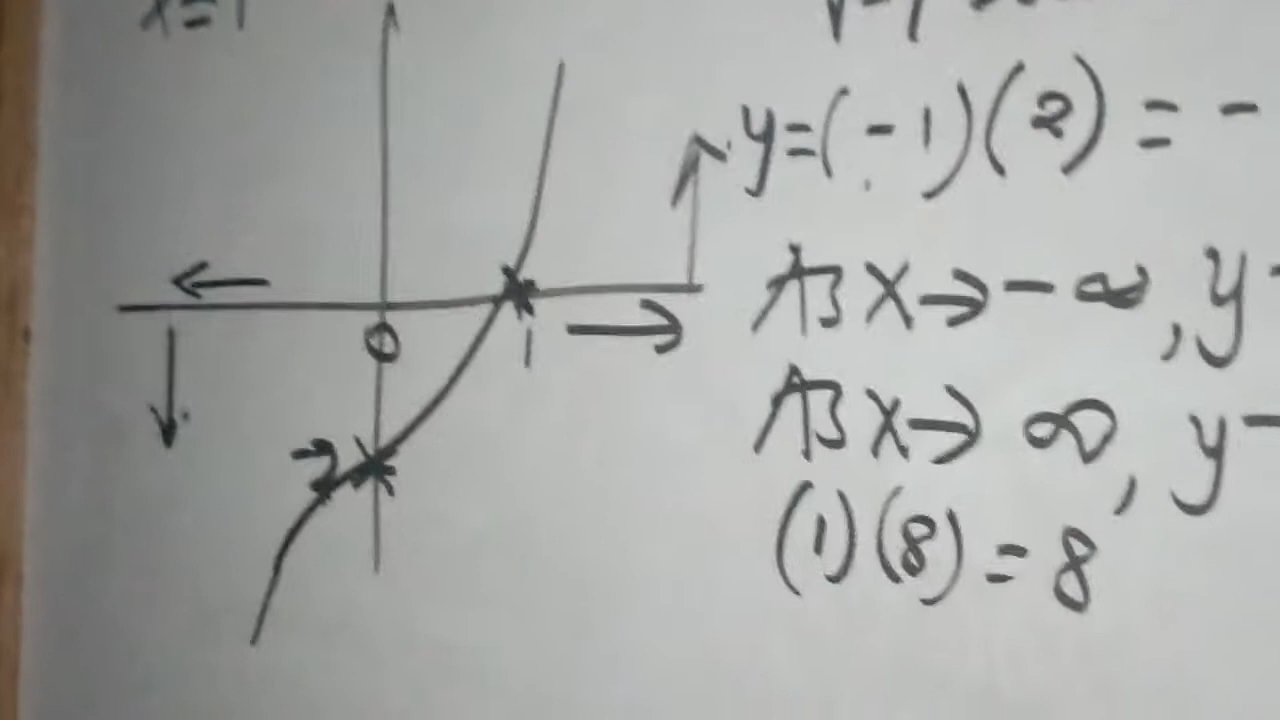 x=1
y=(-1)(2)=-
As x→-∞, y-
As x→∞, y-
(1)(8)=8
0
1
-2